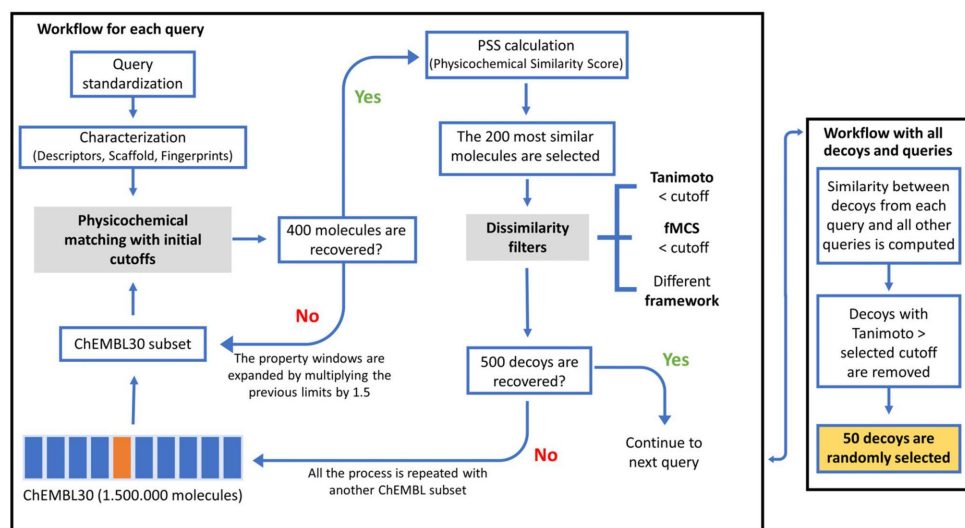 Workflow for each query
Query
standardization
Characterization
(Descriptors, Scaffold, Fingerprints)
Physicochemical
matching with initial
cutoffs
ChEMBL30 subset
ChEMBL30 (1.500.000 molecules)
400 molecules are
recovered?
Yes
No
The property windows are
expanded by multiplying the
previous limits by 1.5
PSS calculation
(Physicochemical Similarity Score)
The 200 most similar
molecules are selected
Dissimilarity
filters
Tanimoto
< cutoff
fMCS
< cutoff
Different
framework
500 decoys are
recovered?
Yes
Continue to
next query
No
All the process is repeated with
another ChEMBL subset
Workflow with all
decoys and queries
Similarity between
decoys from each
query and all other
queries is computed
Decoys with
Tanimoto >
selected cutoff
are removed
50 decoys are
randomly selected